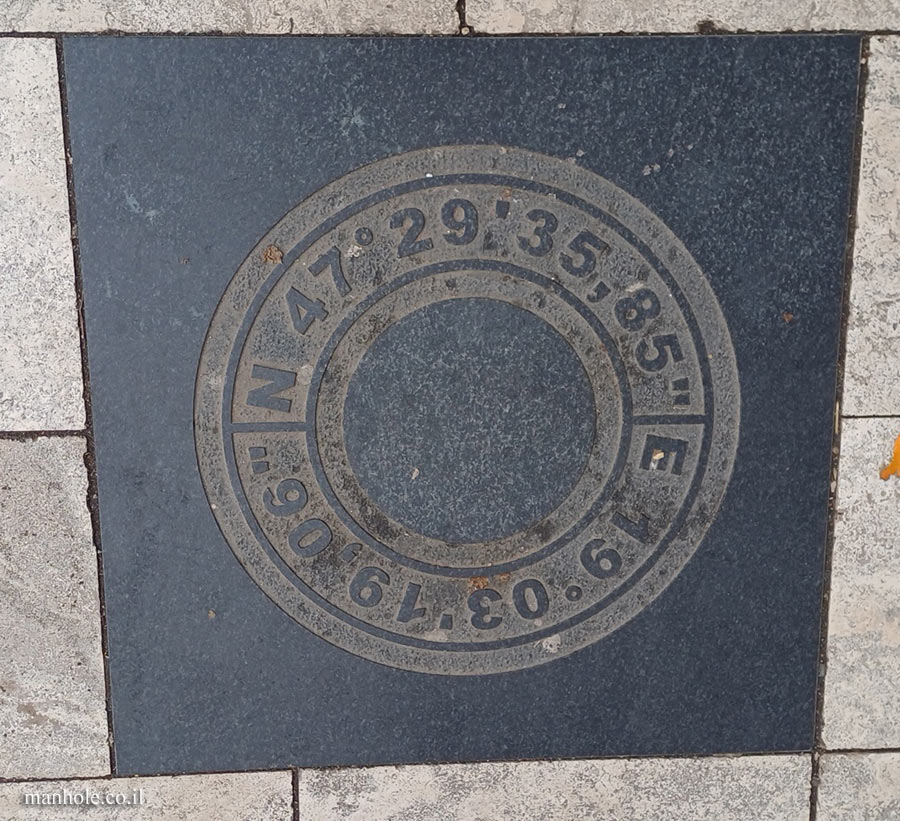 N 47°29'35,85"
E 19°03'19,06"
manhole.co.il